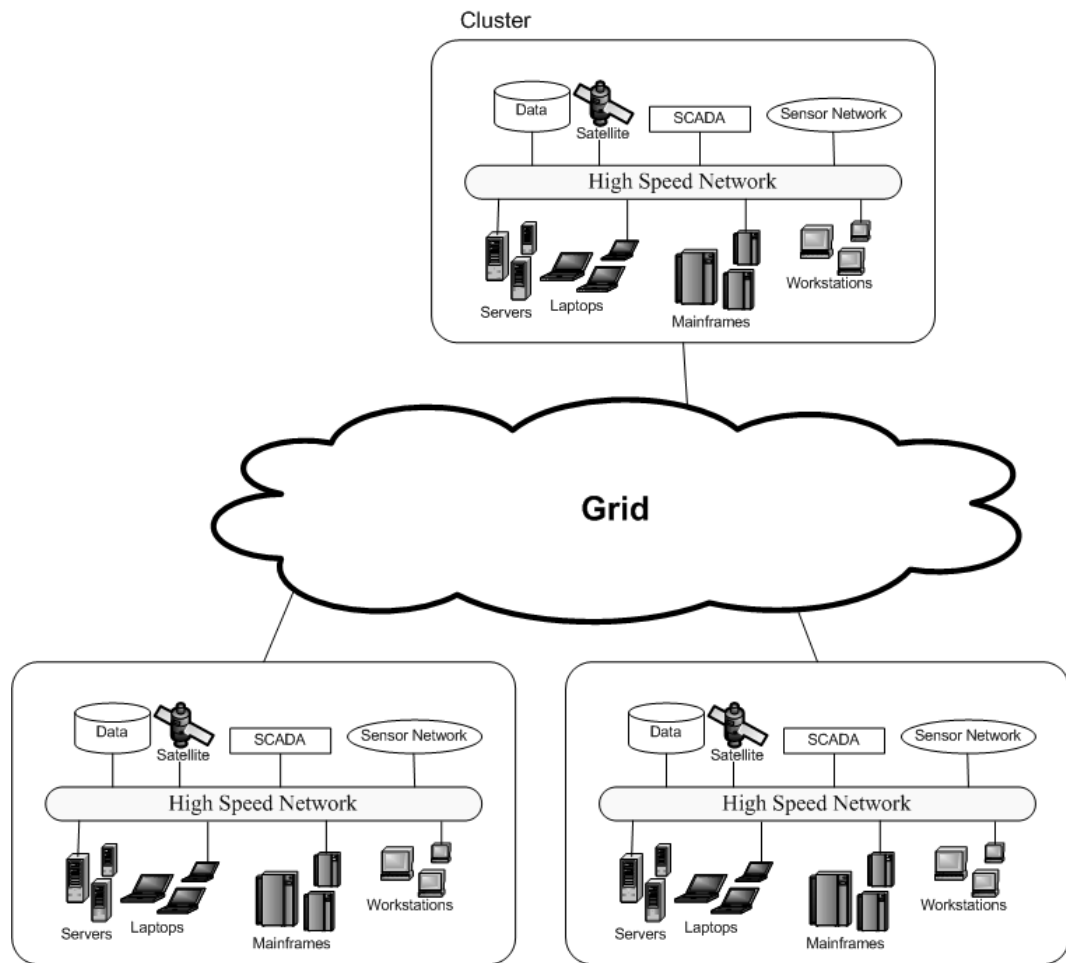 Cluster
Data
Satellite
SCADA
Sensor Network
High Speed Network
Servers
Laptops
Mainframes
Workstations
Grid
Data
Satellite
SCADA
Sensor Network
High Speed Network
Servers
Laptops
Mainframes
Workstations
Data
Satellite
SCADA
Sensor Network
High Speed Network
Servers
Laptops
Mainframes
Workstations